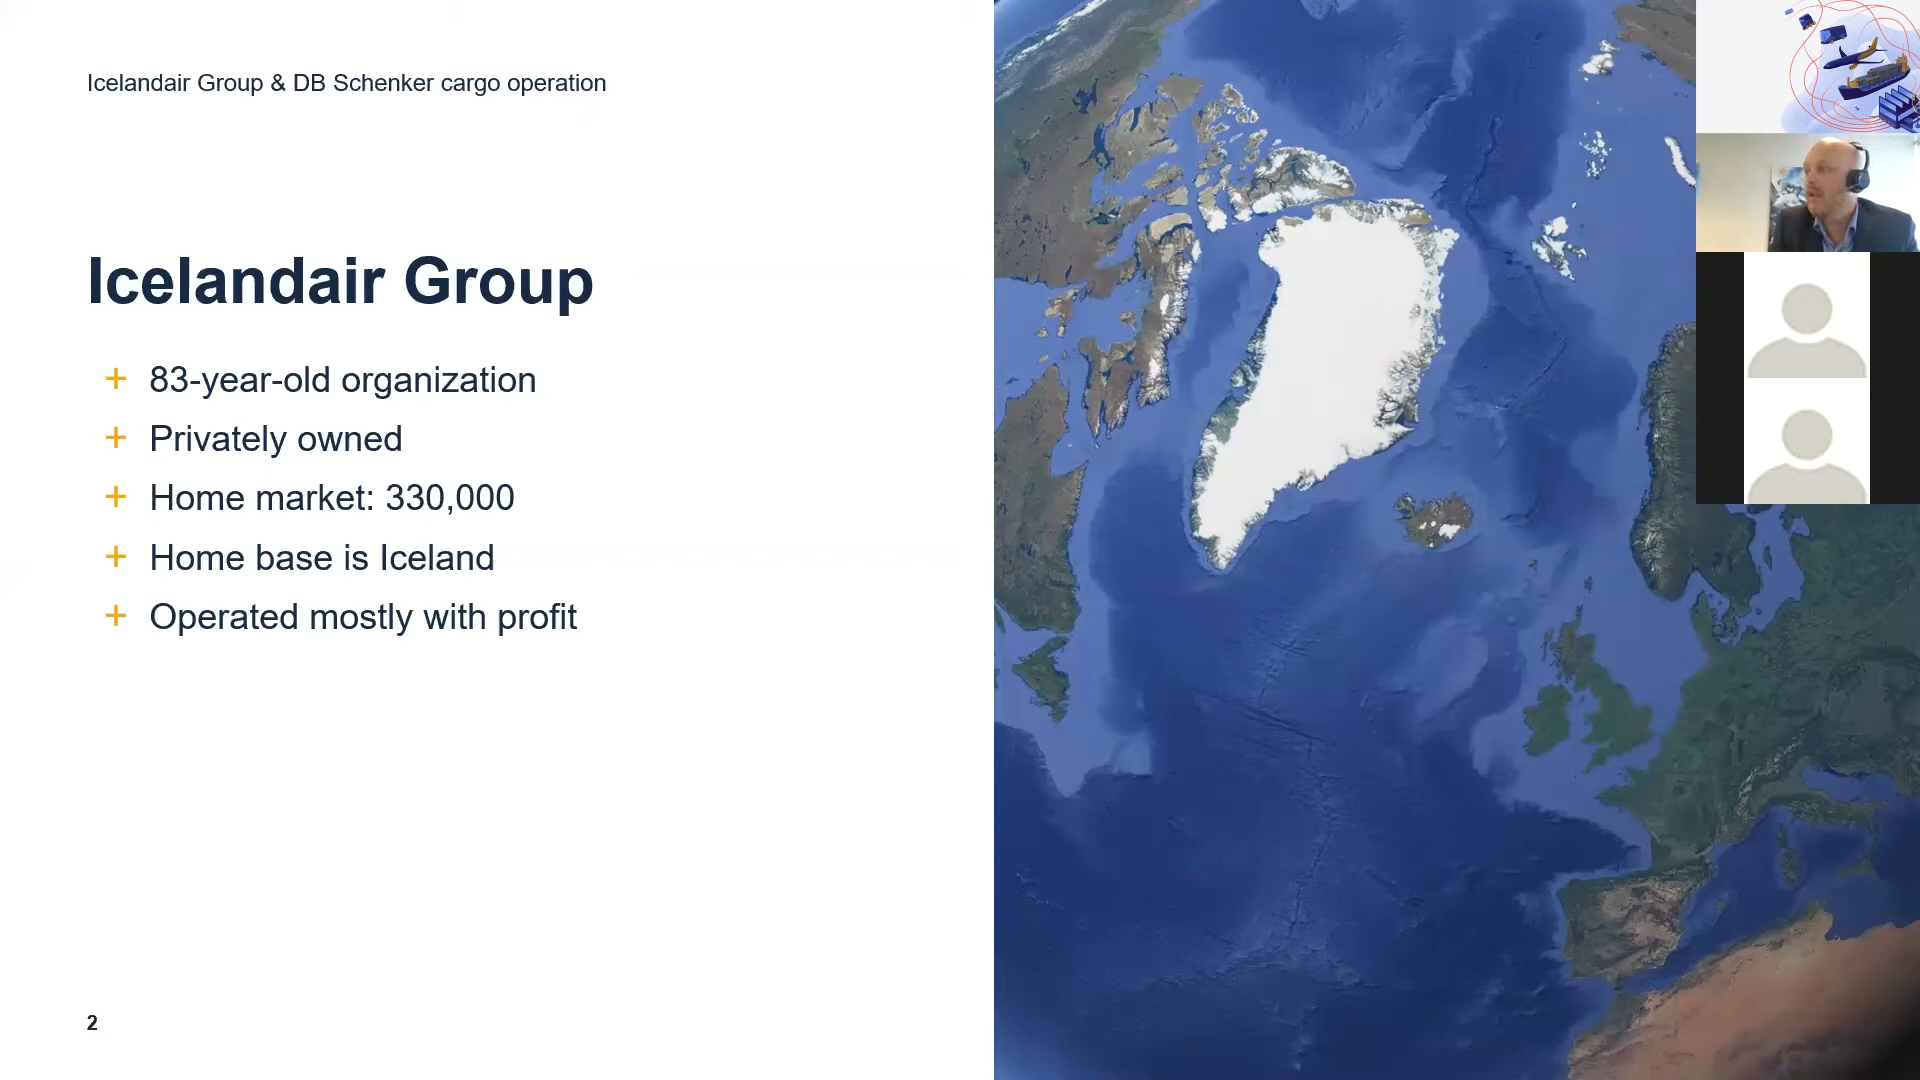 Icelandair Group & DB Schenker cargo operation
Icelandair Group
+ 83-year-old organization
+ Privately owned
+ Home market: 330,000
+ Home base is Iceland
+ Operated mostly with profit
2